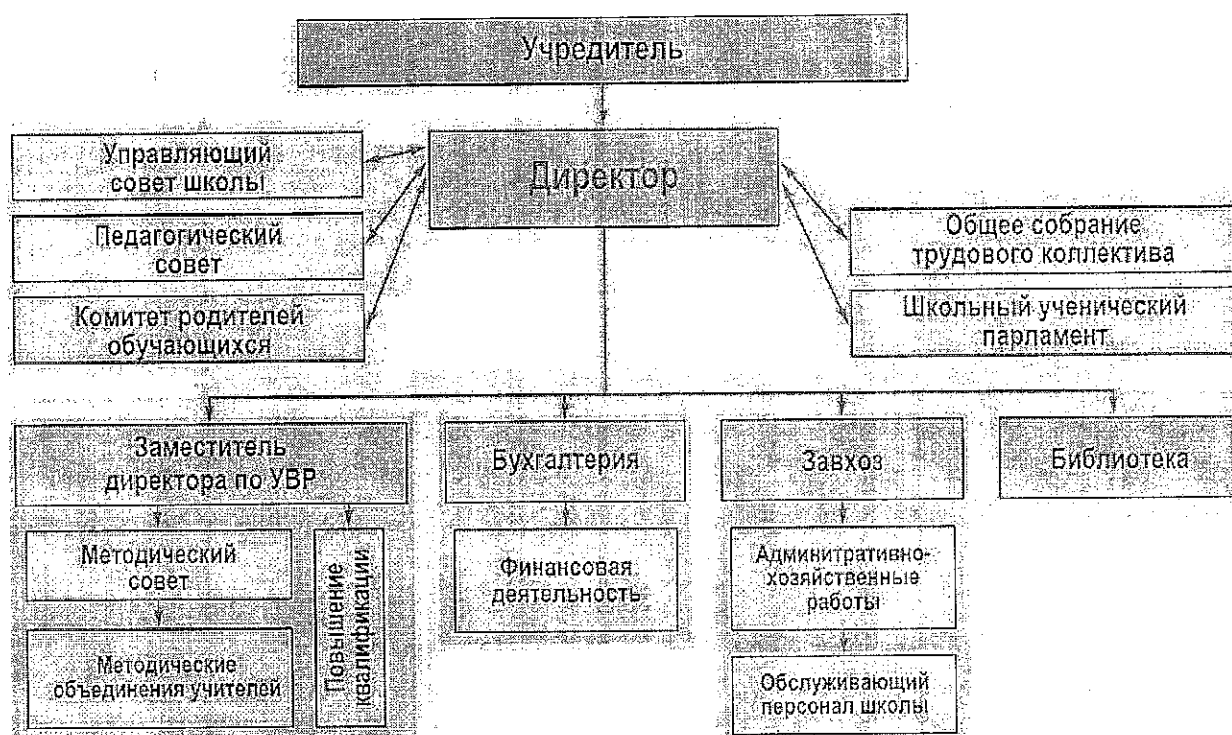 Учредитель
Директор
Управляющий
совет школы
Педагогический
совет
Комитет родителей
обучающихся
Общее собрание
трудового коллектива
Школьный ученический
парламент
Заместитель
директора по УВР
Бухгалтерия
Завхоз
Библиотека
Методический
совет
Повышение
квалификации
Методические
объединения учителей
Финансовая
деятельность
Админитративно-
хозяйственные
работы
Обслуживающий
персонал школы